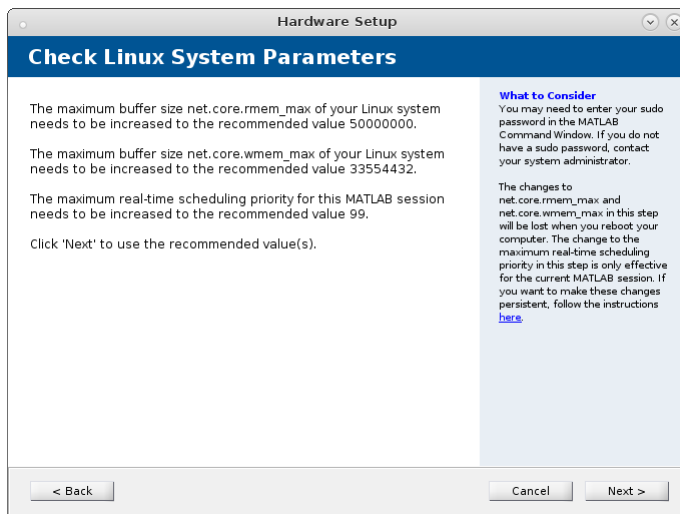 Hardware Setup
Check Linux System Parameters
The maximum buffer size net.core.rmem_max of your Linux system
needs to be increased to the recommended value 50000000.
The maximum buffer size net.core.wmem_max of your Linux system
needs to be increased to the recommended value 33554432.
The maximum real-time scheduling priority for this MATLAB session
needs to be increased to the recommended value 99.
Click 'Next' to use the recommended value(s).
What to Consider
You may need to enter your sudo
password in the MATLAB
Command Window. If you do not
have a sudo password, contact
your system administrator.
The changes to
net.core.rmem_max and
net.core.wmem_max in this step
will be lost when you reboot your
computer. The change to the
maximum real-time scheduling
priority in this step is only effective
for the current MATLAB session. If
you want to make these changes
persistent, follow the instructions
here.
< Back
Cancel
Next >